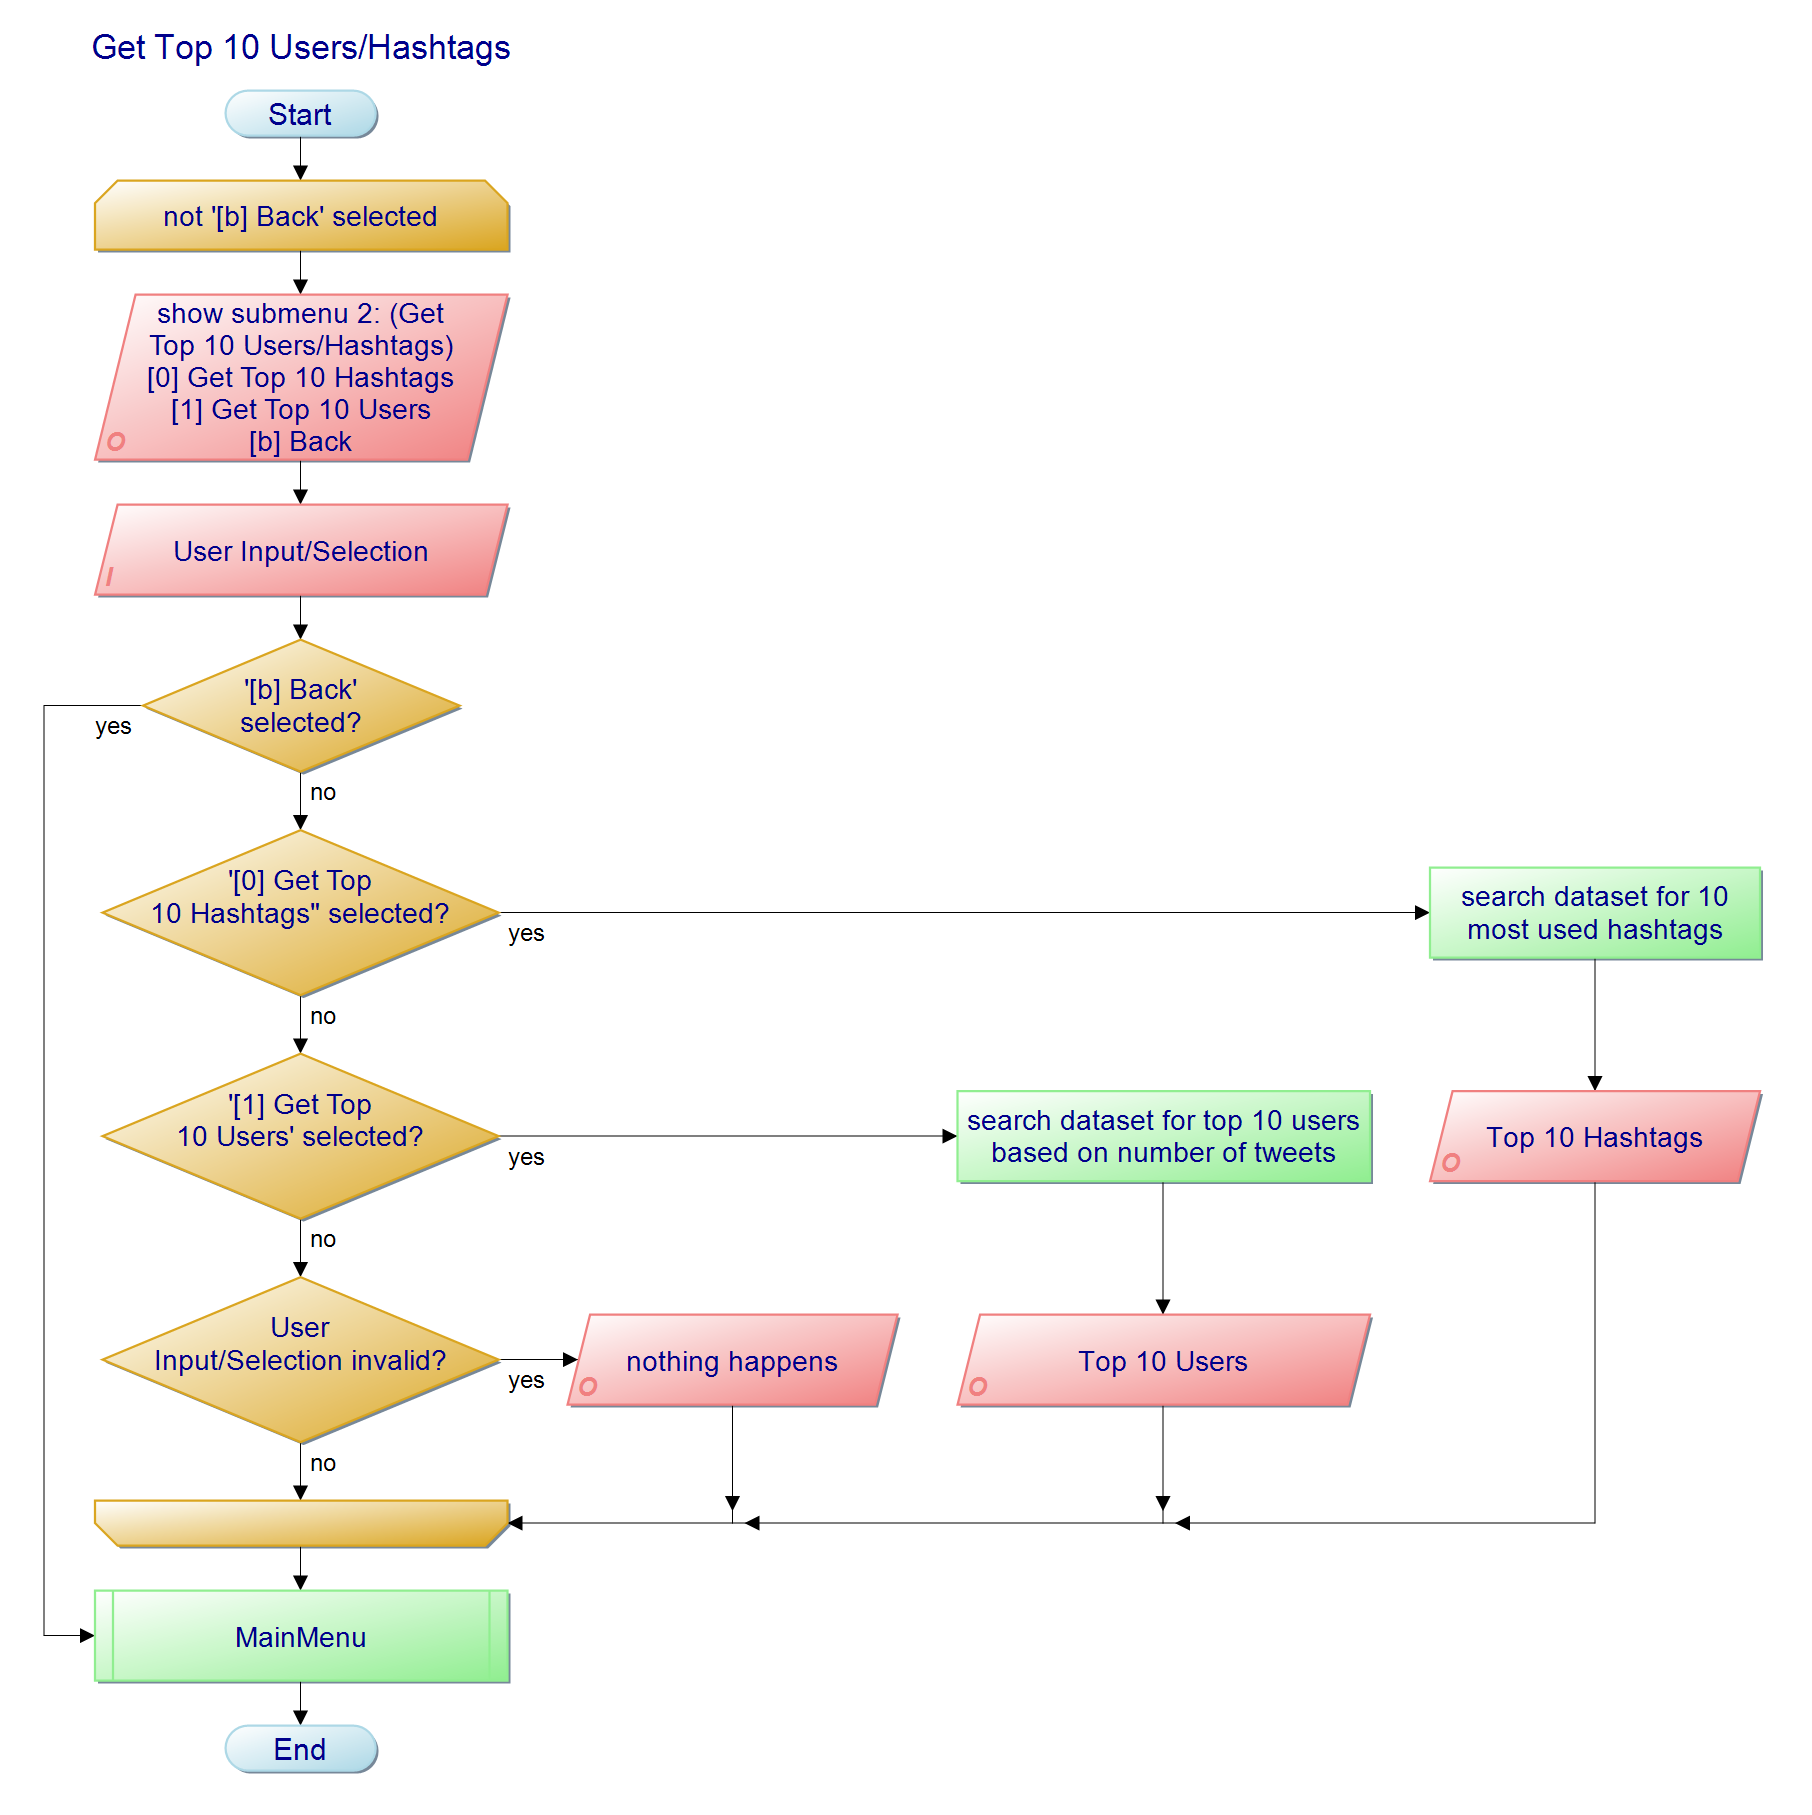 Get Top 10 Users/Hashtags
Start
not '[b] Back' selected
show submenu 2: (Get
Top 10 Users/Hashtags)
[0] Get Top 10 Hashtags
[1] Get Top 10 Users
[b] Back
O
User Input/Selection
I
'[b] Back'
selected?
yes
no
'[0] Get Top
10 Hashtags" selected?
yes
search dataset for 10
most used hashtags
no
'[1] Get Top
10 Users' selected?
yes
search dataset for top 10 users
based on number of tweets
Top 10 Hashtags
O
no
User
Input/Selection invalid?
yes
nothing happens
O
Top 10 Users
O
no
MainMenu
End